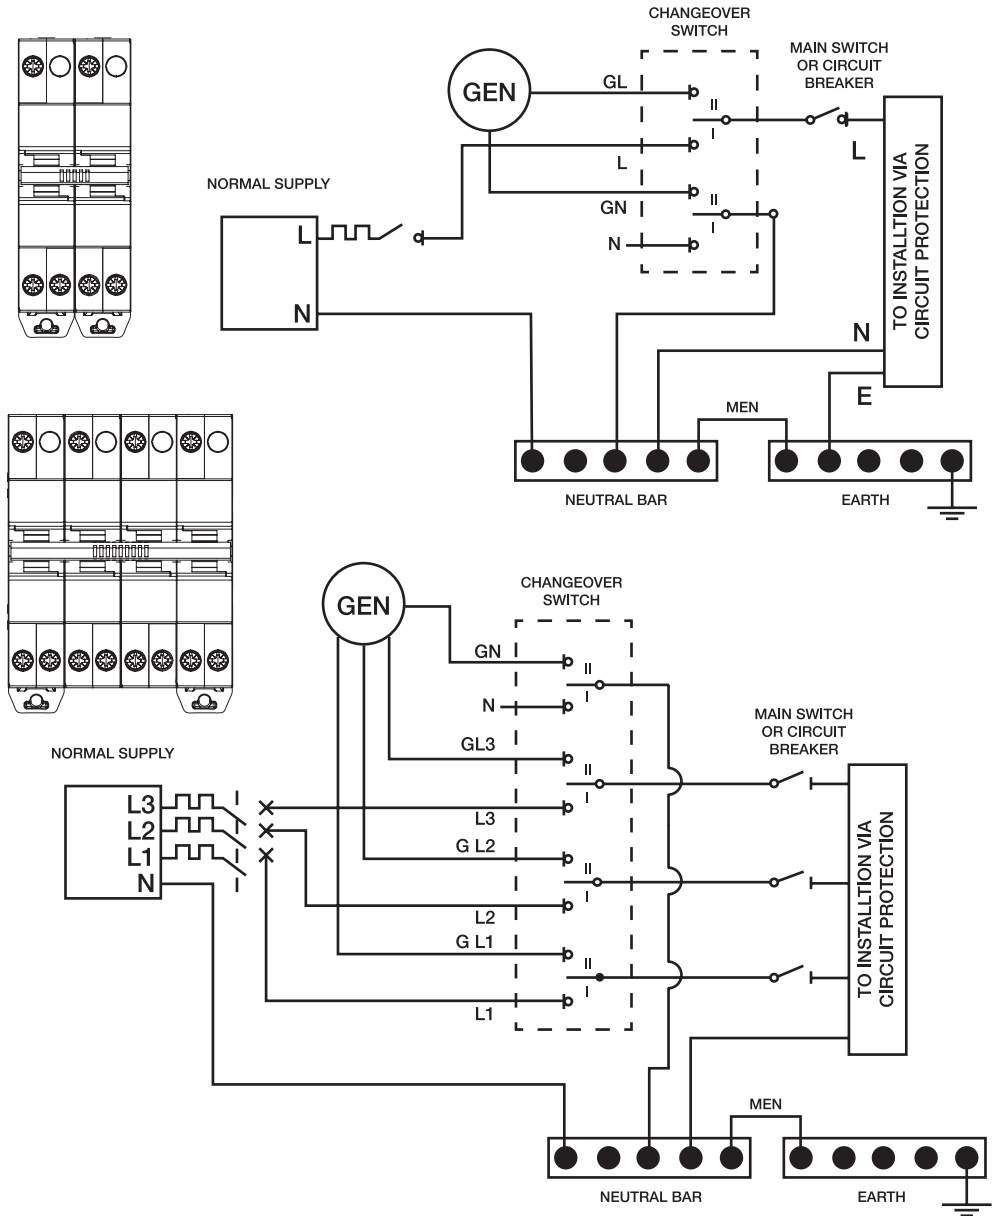 CHANGEOVER
SWITCH
MAIN SWITCH
OR CIRCUIT
BREAKER
GEN
GL
II
I
L
L
NORMAL SUPPLY
L
N
GN
II
I
N
TO INSTALLTION VIA
CIRCUIT PROTECTION
N
E
MEN
NEUTRAL BAR
EARTH
GEN
CHANGEOVER
SWITCH
GN
II
I
N
MAIN SWITCH
OR CIRCUIT
BREAKER
NORMAL SUPPLY
GL3
II
I
L3
L3
L2
L1
N
I
I
G L2
II
I
L2
G L1
II
I
L1
TO INSTALLTION VIA
CIRCUIT PROTECTION
MEN
NEUTRAL BAR
EARTH